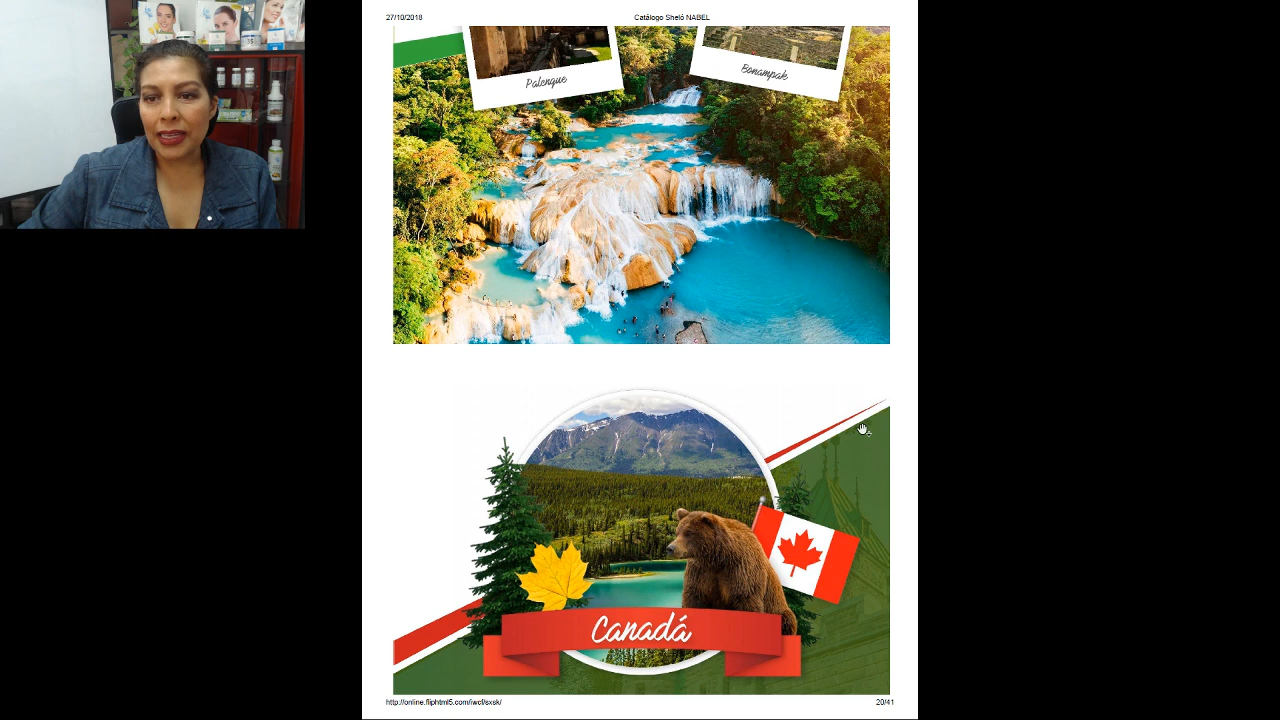 27/10/2018
Catálogo Sheló NABEL
Palenque
Bonampak
Canadá
http://online.fliphtml5.com/iwcf/sxsk/
20/41